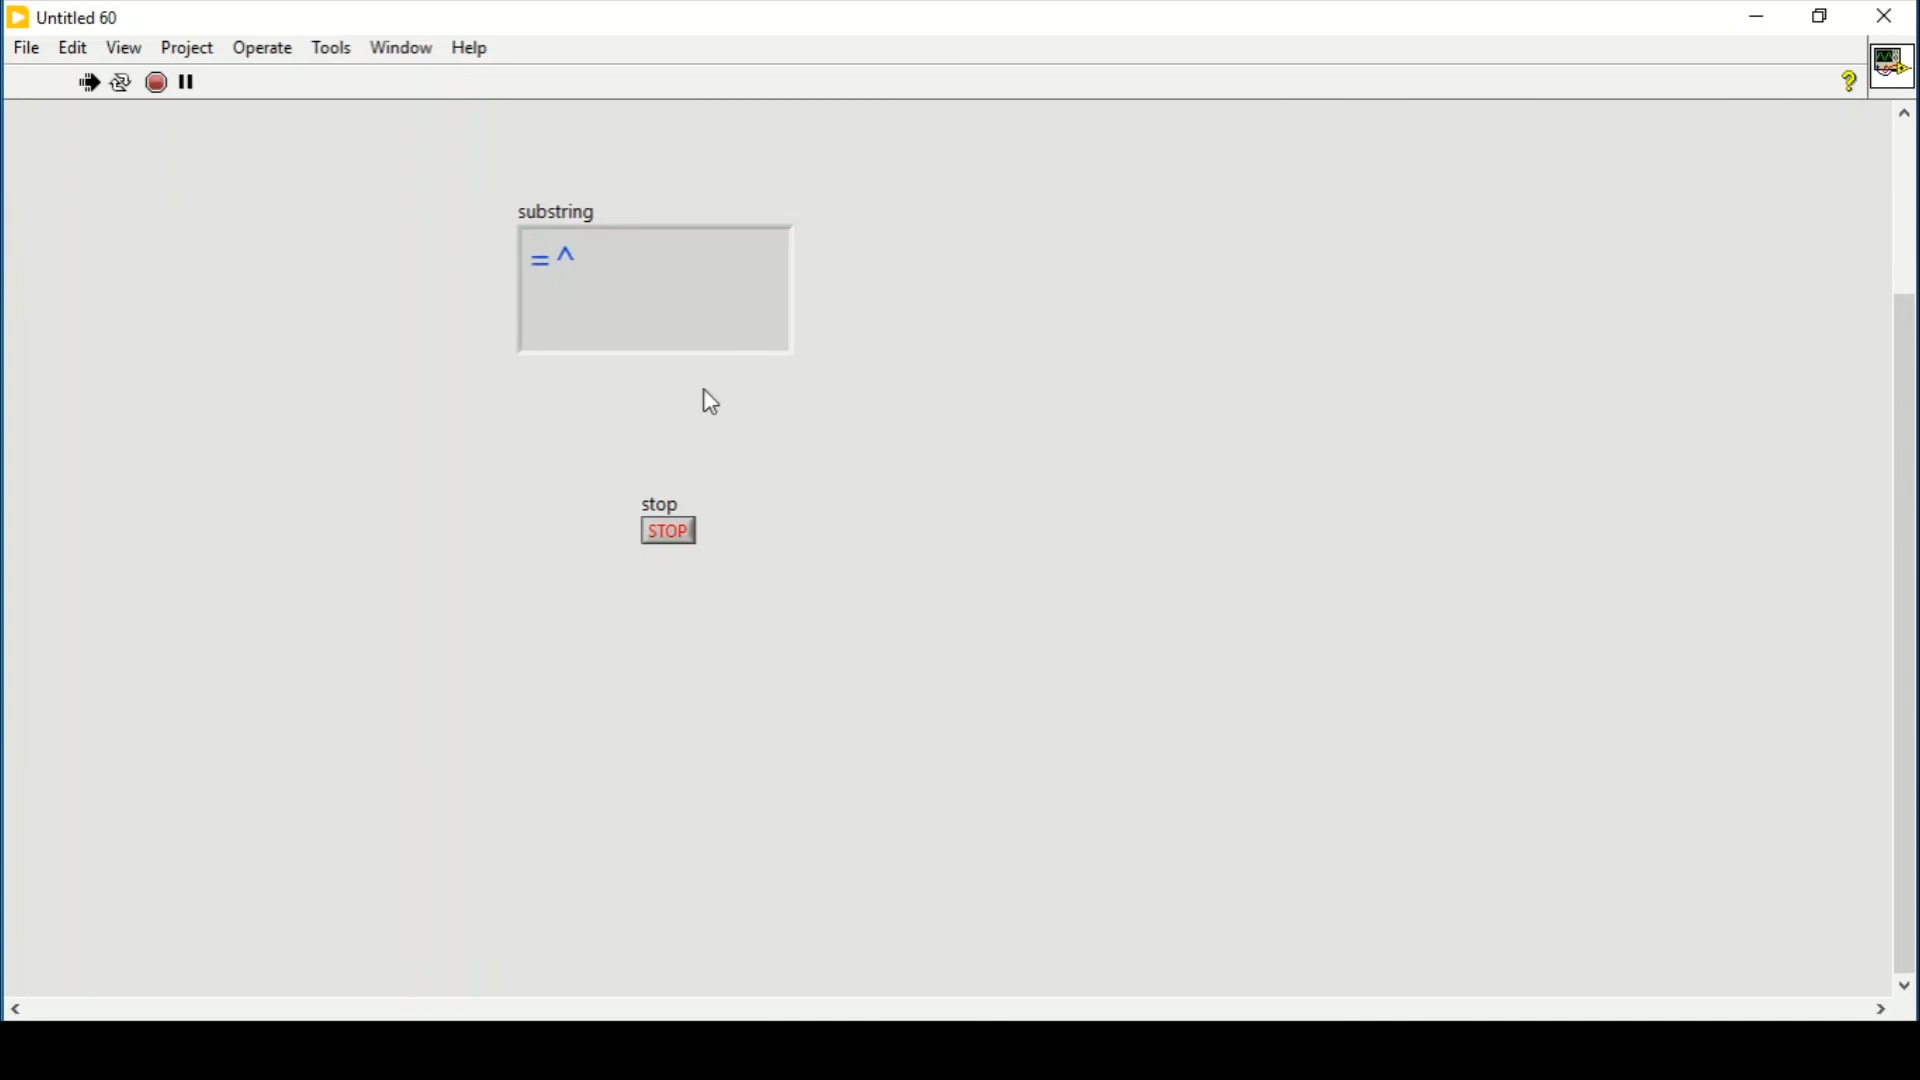 Untitled 60
File Edit View Project Operate Tools Window Help
?
substring
=^
stop
STOP